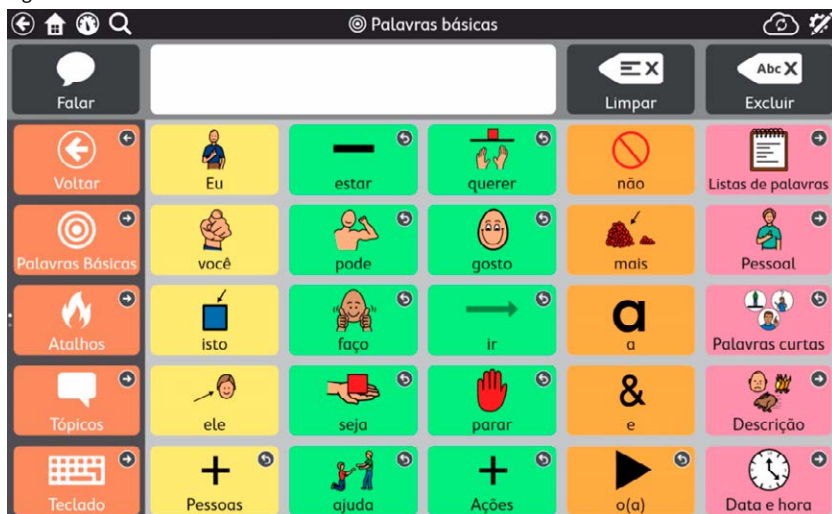 Palavras básicas
Falar
Limpar
Abc X
Excluir
Voltar
Eu
estar
querer
não
Listas de palavras
Palavras Básicas
você
pode
gosto
mais
Pessoal
Atalhos
isto
faço
ir
a
a
Palavras curtas
Tópicos
ele
seja
parar
&
e
Descrição
Teclado
Pessoas
ajuda
Ações
o(a)
Data e hora